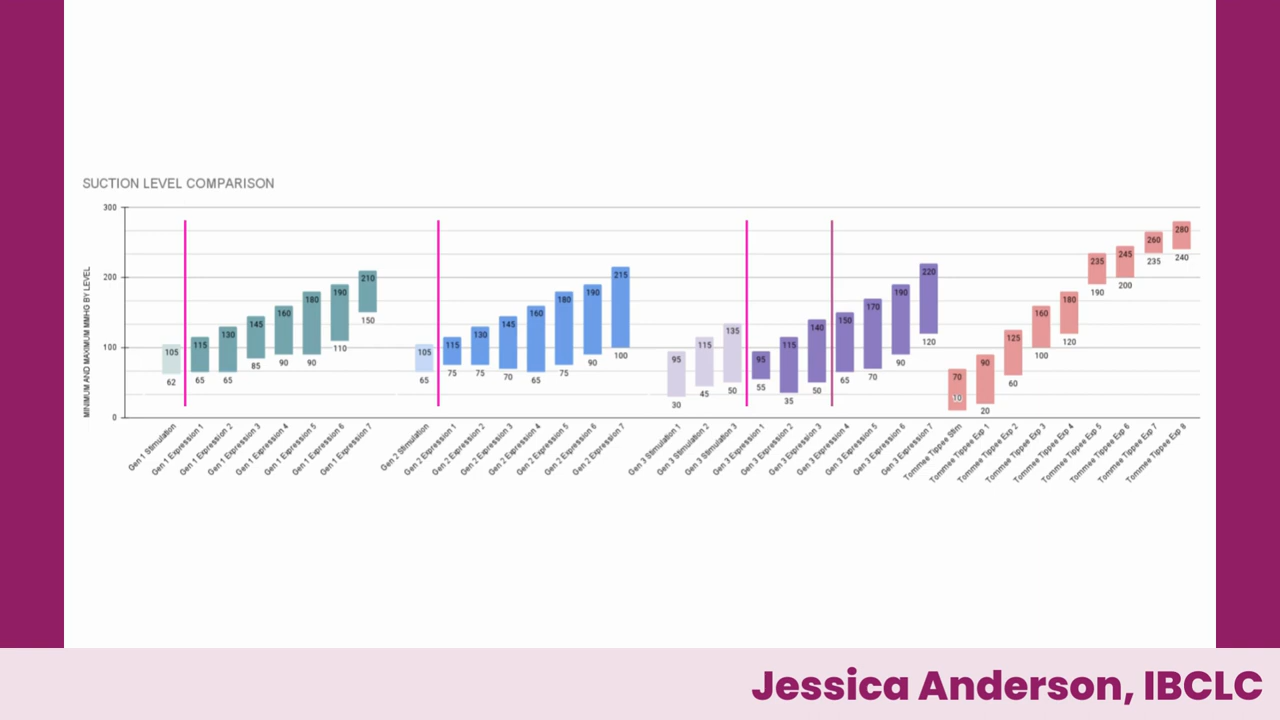 SUCTION LEVEL COMPARISON
MINIMUM AND MAXIMUM MMHG BY LEVEL
300
200
100
0
105
62
115
65
130
65
145
85
160
90
180
90
190
110
210
150
105
65
115
75
130
75
145
70
160
65
180
75
190
90
215
100
95
30
115
45
135
50
95
55
115
35
140
50
150
65
170
70
190
90
220
120
70
10
90
20
125
60
160
100
180
120
235
190
245
200
260
235
280
240
Gen 1 Stimulation
Gen 1 Expression 1
Gen 1 Expression 2
Gen 1 Expression 3
Gen 1 Expression 4
Gen 1 Expression 5
Gen 1 Expression 6
Gen 1 Expression 7
Gen 2 Stimulation
Gen 2 Expression 1
Gen 2 Expression 2
Gen 2 Expression 3
Gen 2 Expression 4
Gen 2 Expression 5
Gen 2 Expression 6
Gen 2 Expression 7
Gen 3 Stimulation 1
Gen 3 Stimulation 2
Gen 3 Stimulation 3
Gen 3 Expression 1
Gen 3 Expression 2
Gen 3 Expression 3
Gen 3 Expression 4
Gen 3 Expression 5
Gen 3 Expression 6
Gen 3 Expression 7
Tommee Tippee Stim
Tommee Tippee Exp 1
Tommee Tippee Exp 2
Tommee Tippee Exp 3
Tommee Tippee Exp 4
Tommee Tippee Exp 5
Tommee Tippee Exp 6
Tommee Tippee Exp 7
Tommee Tippee Exp 8
Jessica Anderson, IBCLC